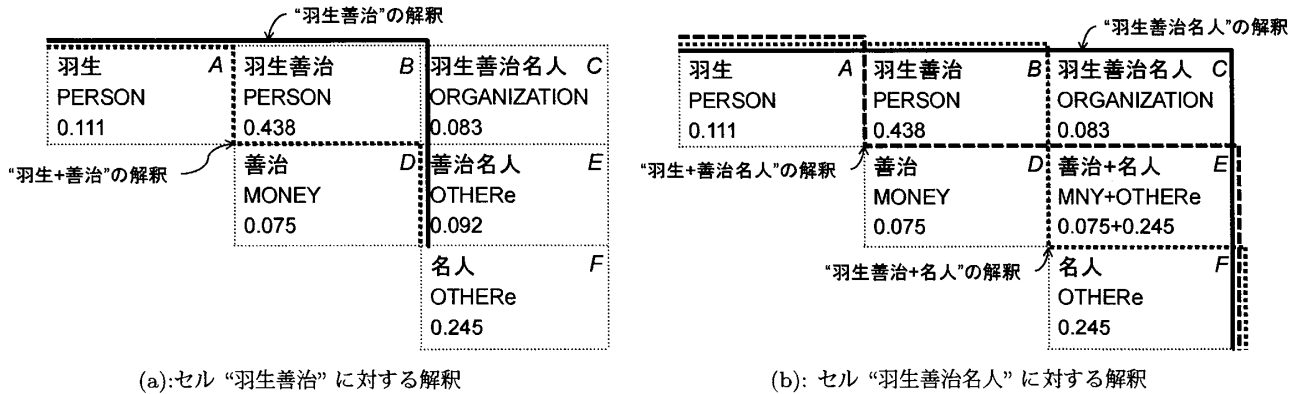 “羽生善治”の解釈
羽生 A
PERSON
0.111
羽生善治 B
PERSON
0.438
羽生善治名人 C
ORGANIZATION
0.083
“羽生+善治”の解釈
善治 D
MONEY
0.075
善治名人 E
OTHERe
0.092
名人 F
OTHERe
0.245
(a):セル “羽生善治” に対する解釈
“羽生善治名人”の解釈
羽生 A
PERSON
0.111
羽生善治 B
PERSON
0.438
羽生善治名人 C
ORGANIZATION
0.083
“羽生+善治名人”の解釈
善治 D
MONEY
0.075
善治+名人 E
MNY+OTHERe
0.075+0.245
“羽生善治+名人”の解釈
名人 F
OTHERe
0.245
(b): セル “羽生善治名人” に対する解釈